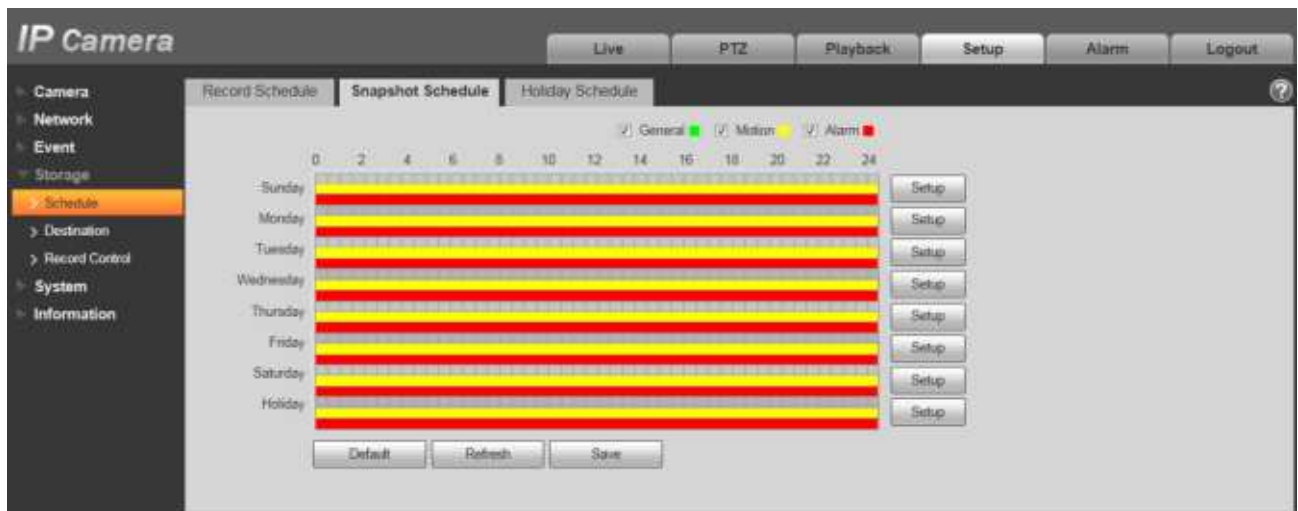 IP Camera
Live PTZ Playback Setup Alarm Logout
Camera
Network
Event
Storage
Schedule
Destination
Record Control
System
Information
Record Schedule Snapshot Schedule Holiday Schedule ?
General Motion Alarm
0 2 4 6 8 10 12 14 16 18 20 22 24
Sunday Setup
Monday Setup
Tuesday Setup
Wednesday Setup
Thursday Setup
Friday Setup
Saturday Setup
Holiday Setup
Default Refresh Save